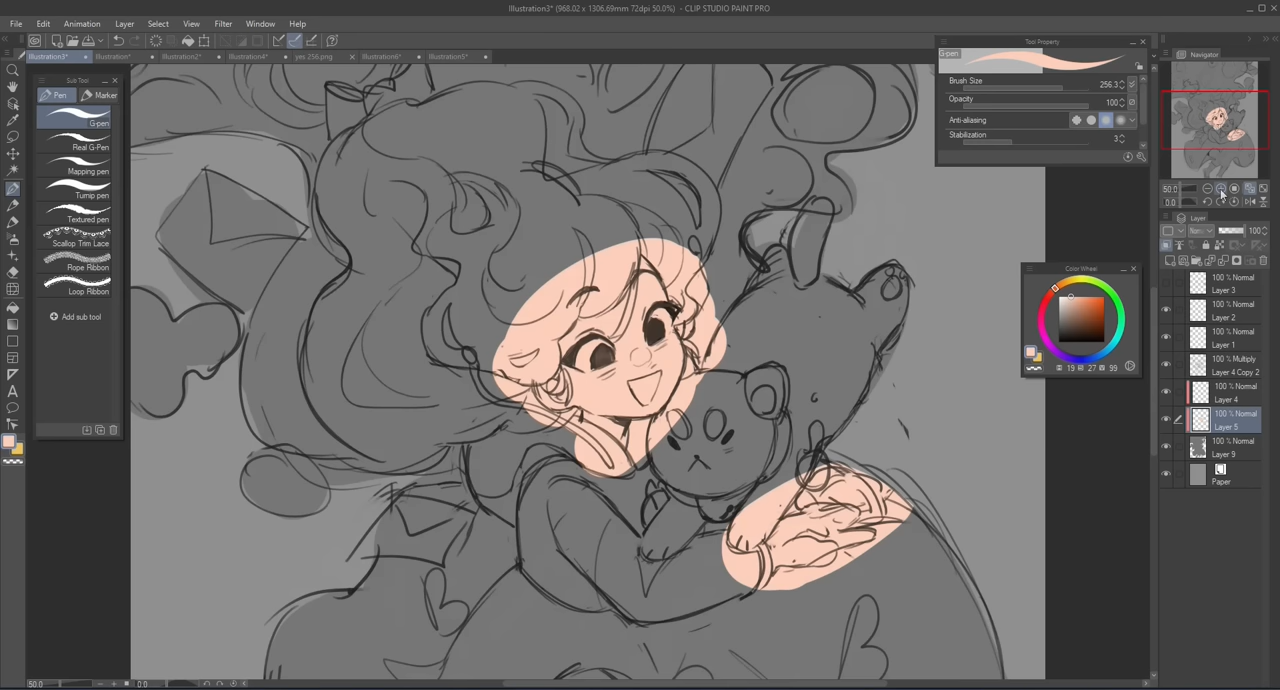 Illustration3* (968.02 x 1306.69mm 72dpi 50.0%) - CLIP STUDIO PAINT PRO
File Edit Animation Layer Select View Filter Window Help
Illustration3* Illustration* Illustration2* Illustration4* yes 256.png Illustration6* Illustration5*
Sub Tool
Pen Marker
G-pen
Real G-Pen
Mapping pen
Turnip pen
Textured pen
Scallop Trim Lace
Rope Ribbon
Loop Ribbon
Add sub tool
Tool Property
G-pen
Brush Size 256.3
Opacity 100
Anti-aliasing
Stabilization 3
Color Wheel
19 27 99
Navigator
50.0
0.0
Layer
100
100 % Normal
Layer 3
100 % Normal
Layer 2
100 % Normal
Layer 1
100 % Multiply
Layer 4 Copy 2
100 % Normal
Layer 4
100 % Normal
Layer 5
100 % Normal
Layer 9
Paper
50.0 0.0